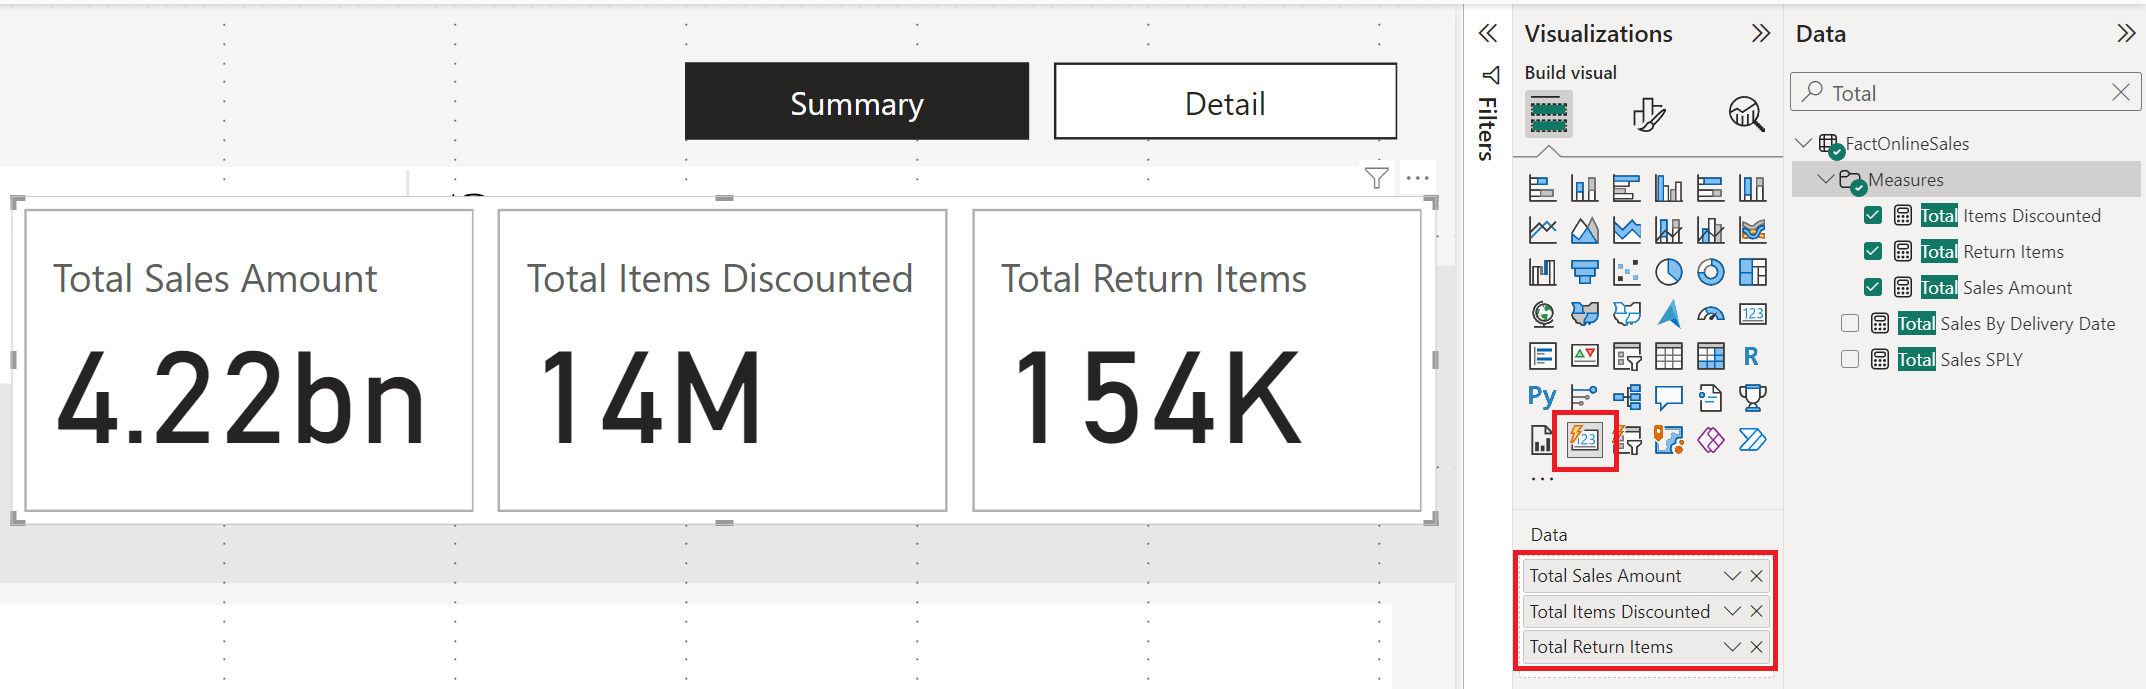 Summary
Detail
Total Sales Amount
4.22bn
Total Items Discounted
14M
Total Return Items
154K
Filters
Visualizations
Build visual
123
R
Py
123
Data
Total Sales Amount
Total Items Discounted
Total Return Items
Data
Total
FactOnlineSales
Measures
Total Items Discounted
Total Return Items
Total Sales Amount
Total Sales By Delivery Date
Total Sales SPLY